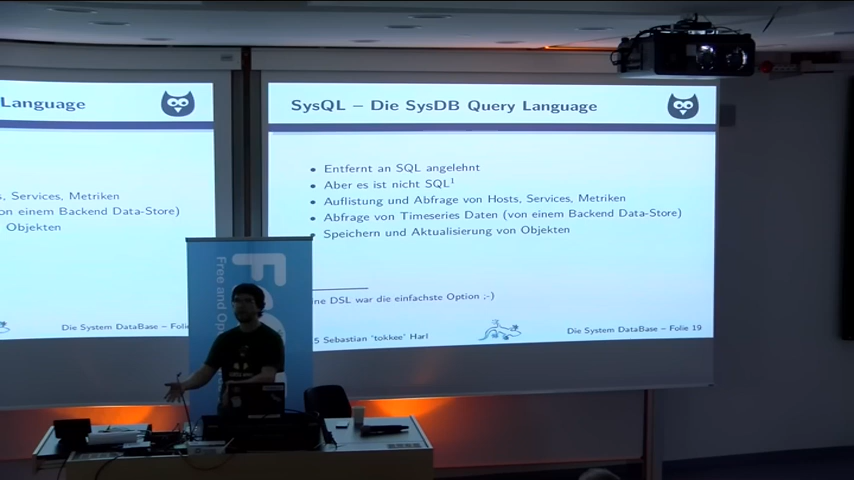 Language
s, Services, Metriken
on einem Backend Data-Store)
Objekten
Die System DataBase – Folie
SysQL – Die SysDB Query Language
• Entfernt an SQL angelehnt
• Aber es ist nicht SQL¹
• Auflistung und Abfrage von Hosts, Services, Metriken
• Abfrage von Timeseries Daten (von einem Backend Data-Store)
• Speichern und Aktualisierung von Objekten
ine DSL war die einfachste Option ;-)
5 Sebastian 'tokkee' Harl
Die System DataBase – Folie 19
Free and Op